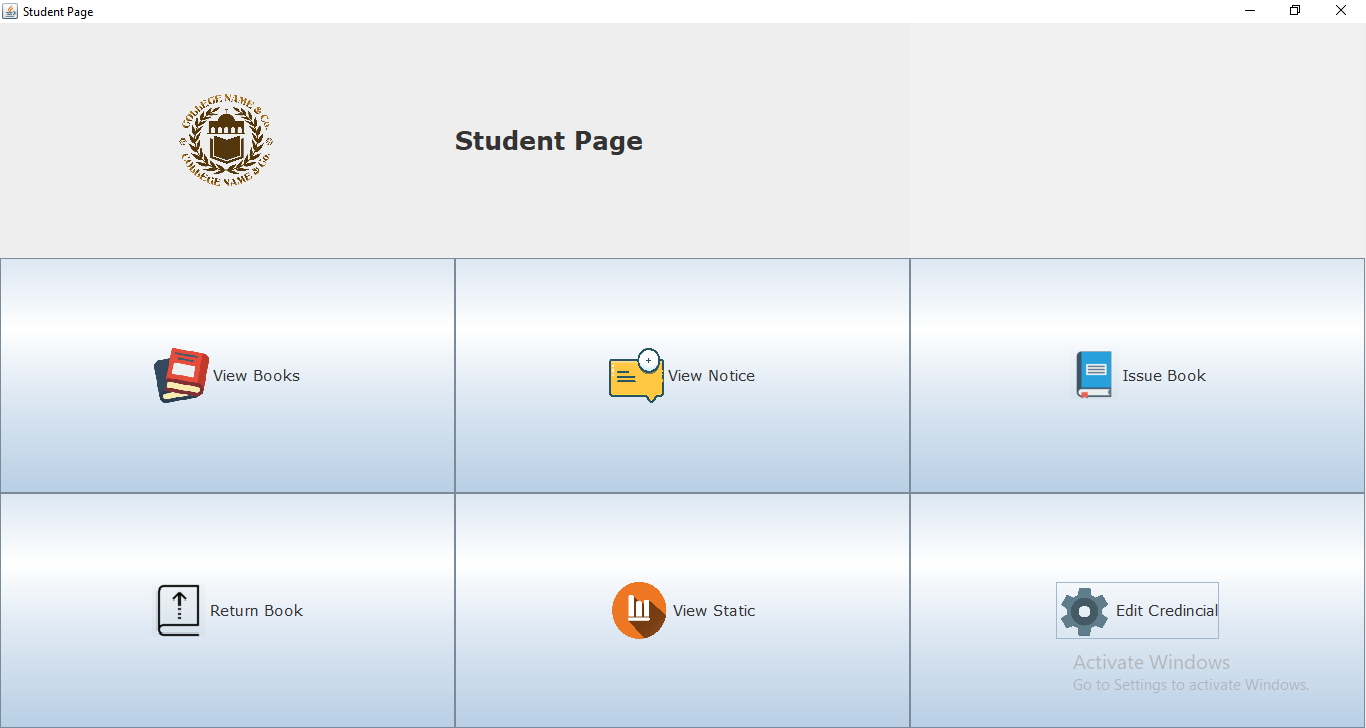 Student Page
COLLEGE NAME & Co.
Student Page
COLLEGE NAME & Co.
View Books
View Notice
Issue Book
Return Book
View Static
Edit Credincial
Activate Windows
Go to Settings to activate Windows.